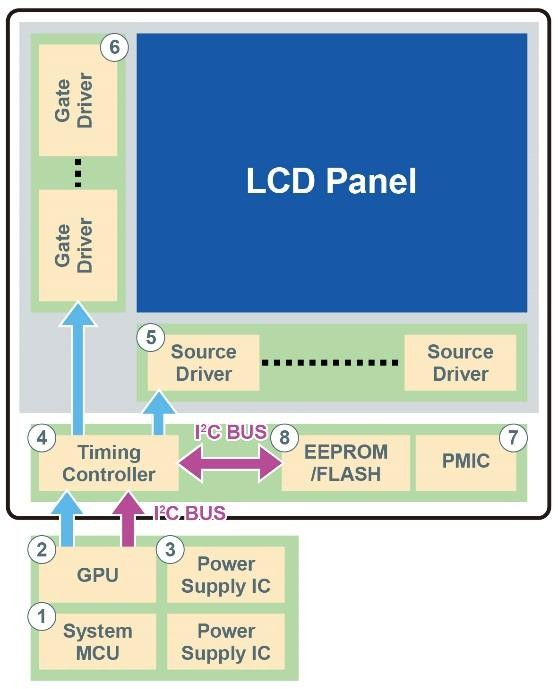 6
Gate
Driver
Gate
Driver
LCD Panel
5
Source
Driver
Source
Driver
4
Timing
Controller
I²C BUS
8
EEPROM
/FLASH
7
PMIC
I²C BUS
2
GPU
3
Power
Supply IC
1
System
MCU
Power
Supply IC